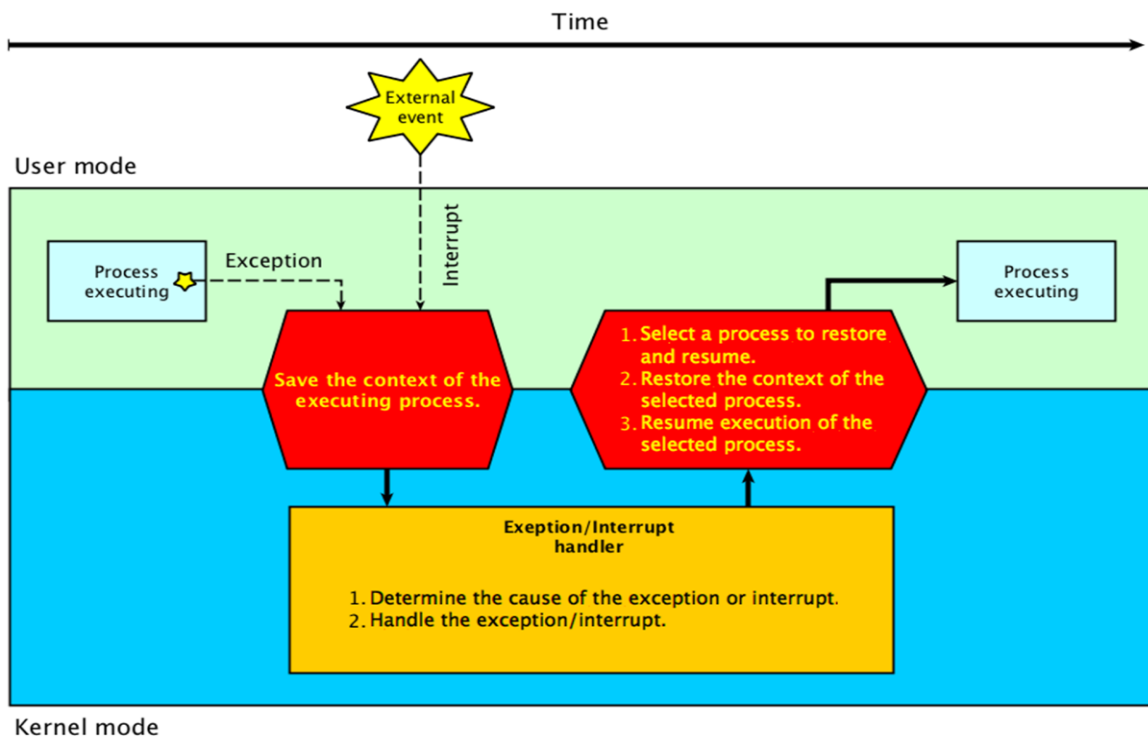 Time
External
event
User mode
Interrupt
Process
executing
Exception
Process
executing
Save the context of the
executing process.
1. Select a process to restore
and resume.
2. Restore the context of the
selected process.
3. Resume execution of the
selected process.
Exeption/Interrupt
handler
1. Determine the cause of the exception or interrupt.
2. Handle the exception/interrupt.
Kernel mode